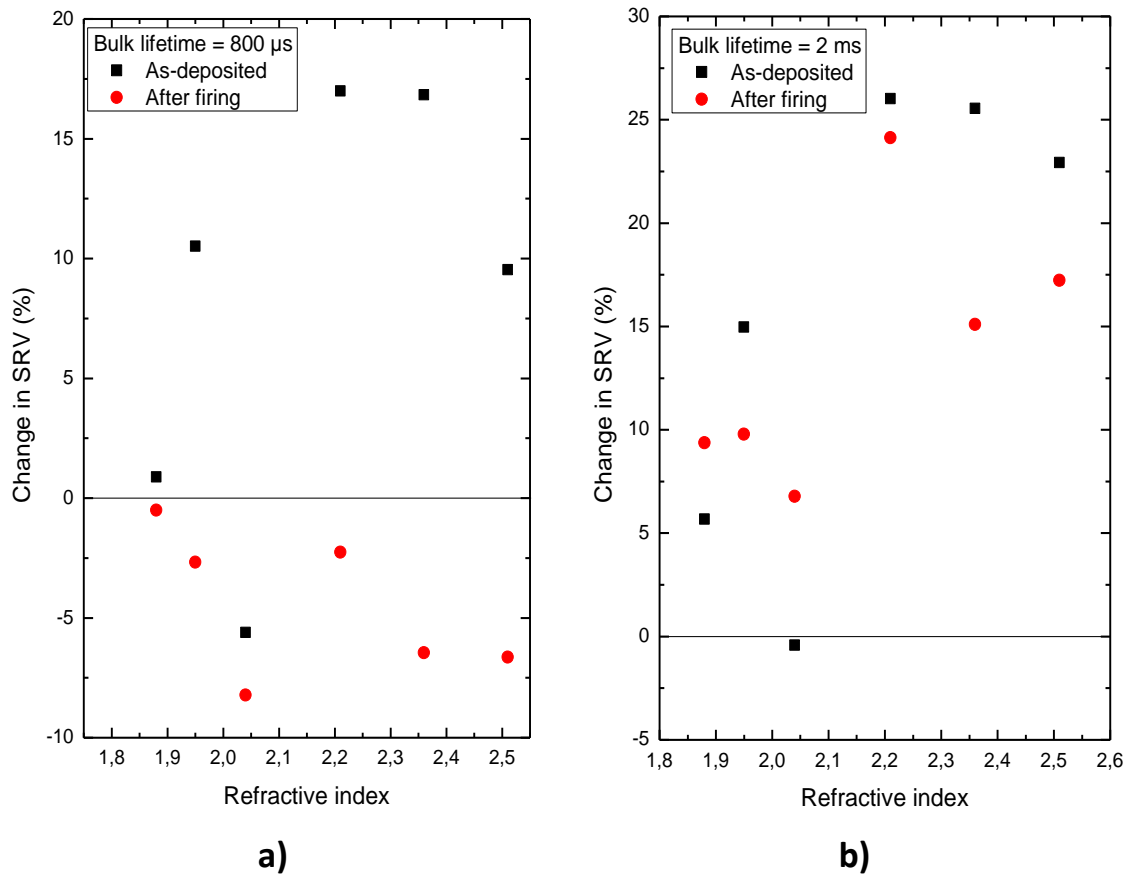 Bulk lifetime = 800 µs
As-deposited
After firing
Change in SRV (%)
20
15
10
5
0
-5
-10
1,8 1,9 2,0 2,1 2,2 2,3 2,4 2,5
Refractive index
a)
Bulk lifetime = 2 ms
As-deposited
After firing
Change in SRV (%)
30
25
20
15
10
5
0
-5
1,8 1,9 2,0 2,1 2,2 2,3 2,4 2,5 2,6
Refractive index
b)